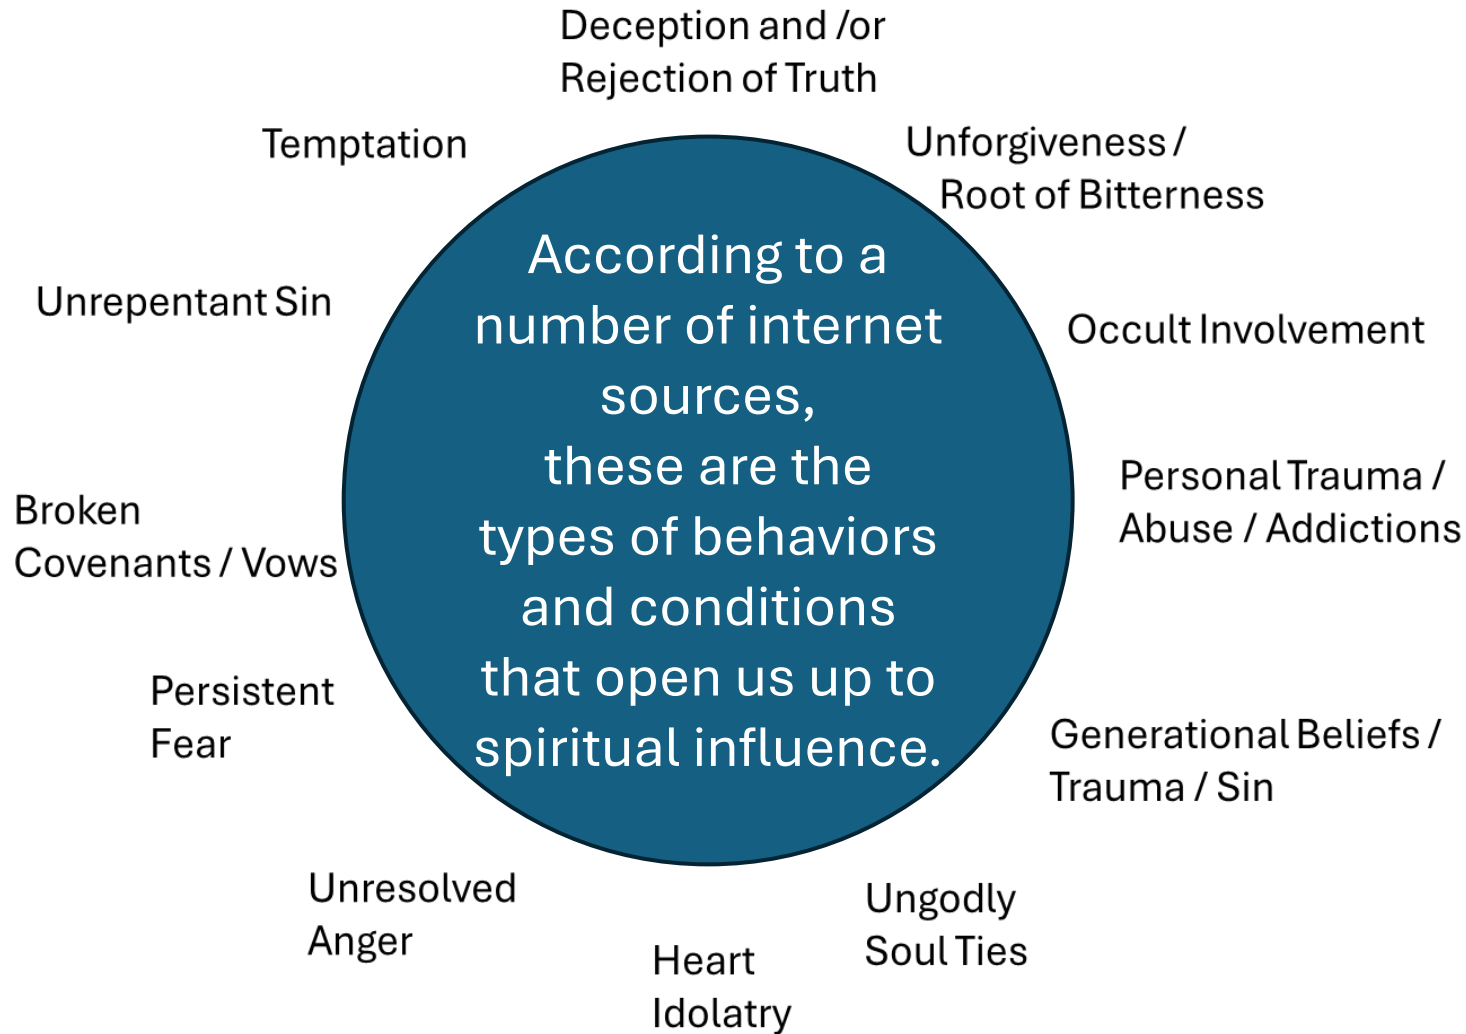 Deception and /or
Rejection of Truth
Temptation
Unforgiveness /
Root of Bitterness
Unrepentant Sin
Occult Involvement
According to a
number of internet
sources,
these are the
types of behaviors
and conditions
that open us up to
spiritual influence.
Personal Trauma /
Abuse / Addictions
Broken
Covenants / Vows
Persistent
Fear
Generational Beliefs /
Trauma / Sin
Unresolved
Anger
Ungodly
Soul Ties
Heart
Idolatry